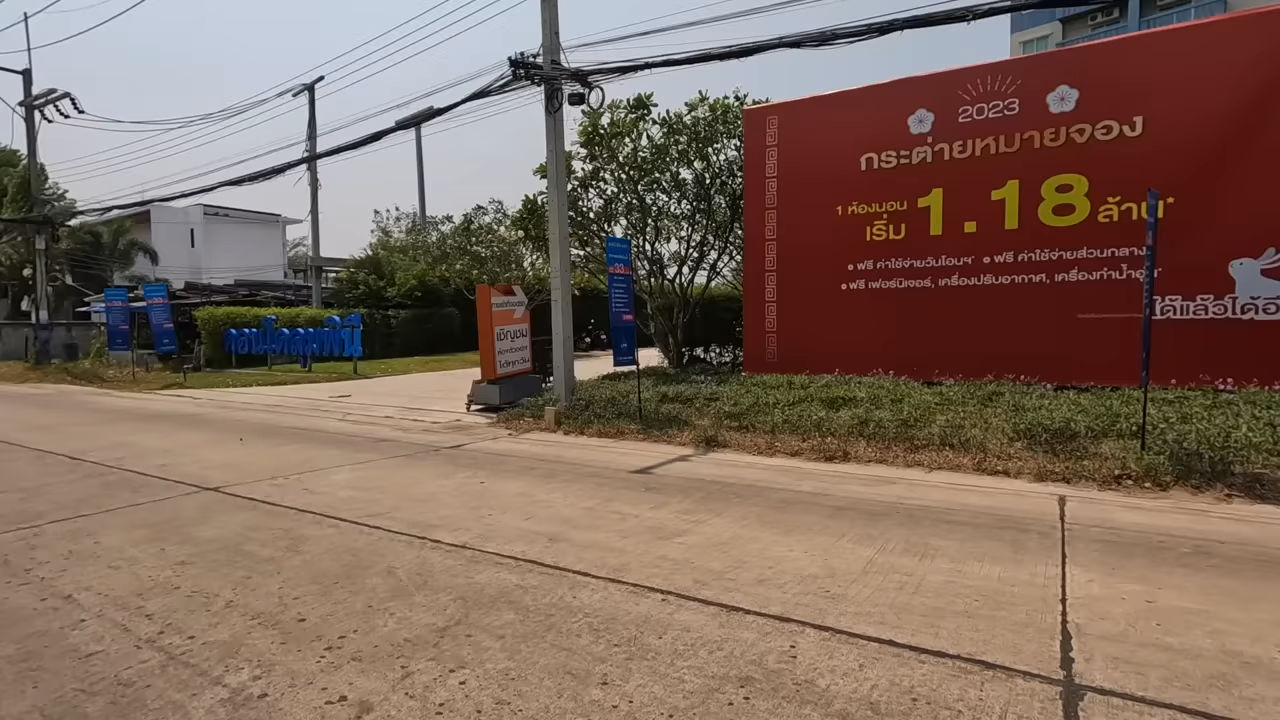 2023
กระต่ายหมายจอง
1 ห้องนอน
เริ่ม 1.18 ล้าน*
ฟรี ค่าใช้จ่ายวันโอนฯ ฟรี ค่าใช้จ่ายส่วนกลาง
ฟรี เฟอร์นิเจอร์, เครื่องปรับอากาศ, เครื่องทำน้ำอุ่น*
ได้แล้วได้อี
33
33
33
คอนโดลุมพินี
เชิญชม
ห้องตัวอย่าง
ได้ทุกวัน